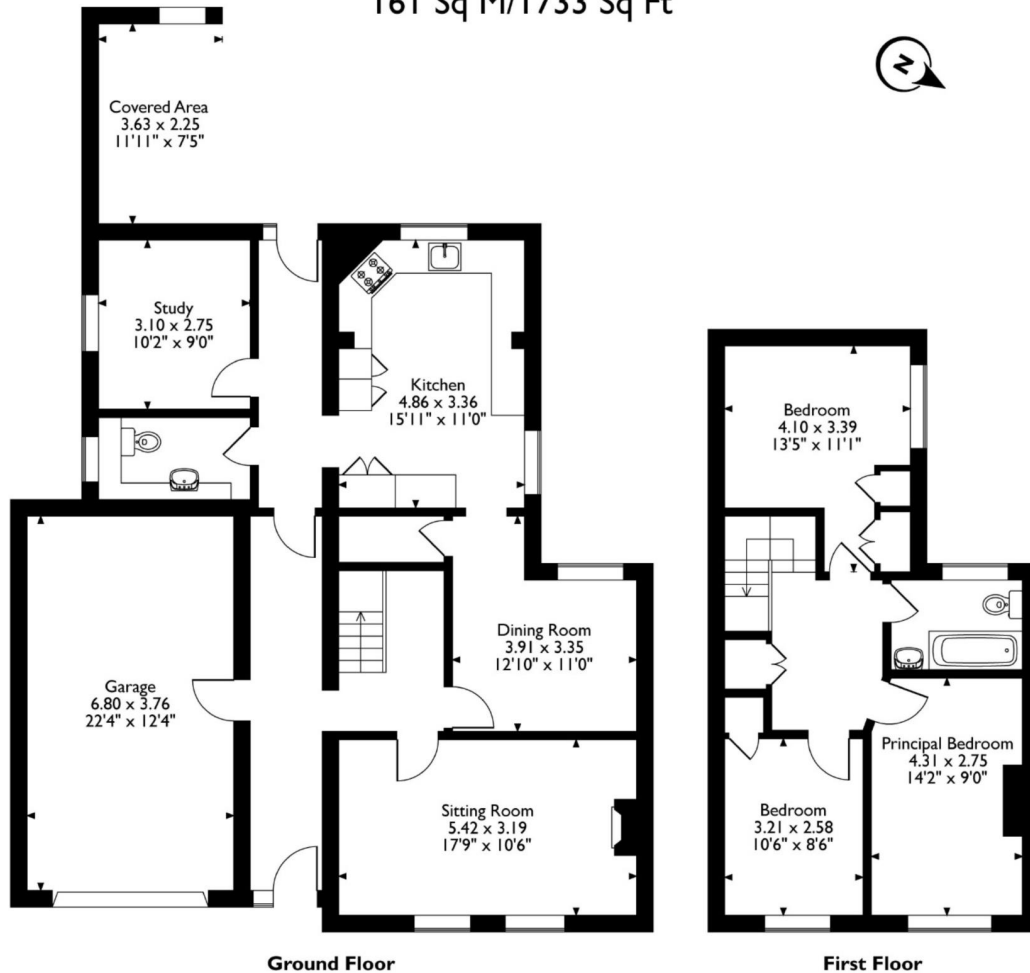 161 Sq M/1733 Sq Ft
N
Covered Area
3.63 x 2.25
11'11" x 7'5"
Study
3.10 x 2.75
10'2" x 9'0"
Kitchen
4.86 x 3.36
15'11" x 11'0"
Dining Room
3.91 x 3.35
12'10" x 11'0"
Garage
6.80 x 3.76
22'4" x 12'4"
Sitting Room
5.42 x 3.19
17'9" x 10'6"
Ground Floor
Bedroom
4.10 x 3.39
13'5" x 11'1"
Principal Bedroom
4.31 x 2.75
14'2" x 9'0"
Bedroom
3.21 x 2.58
10'6" x 8'6"
First Floor